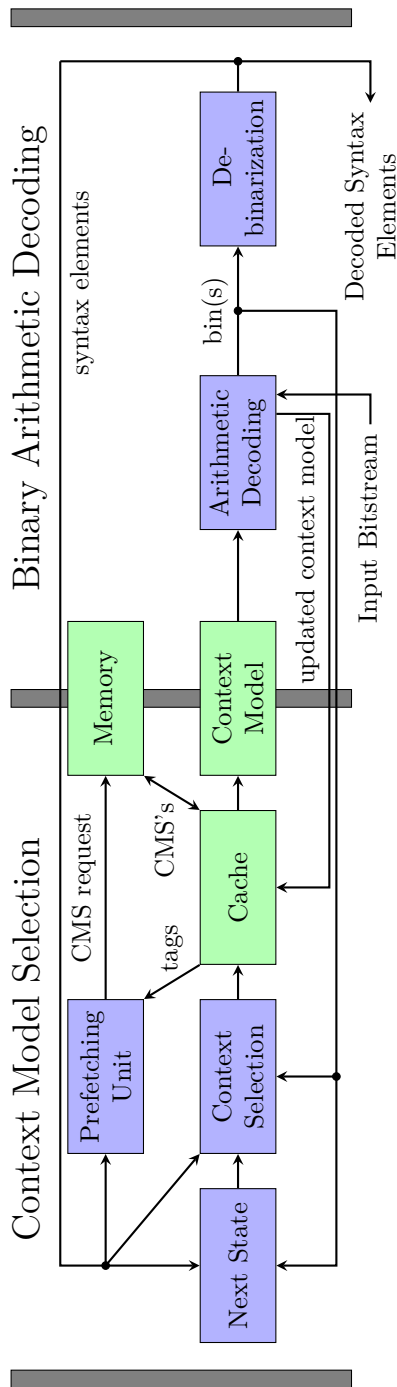 Context Model Selection
Binary Arithmetic Decoding
syntax elements
CMS request
Prefetching
Unit
Memory
tags
CMS's
bin(s)
Next State
Context
Selection
Cache
Context
Model
Arithmetic
Decoding
De-
binarization
updated context model
Input Bitstream
Decoded Syntax
Elements